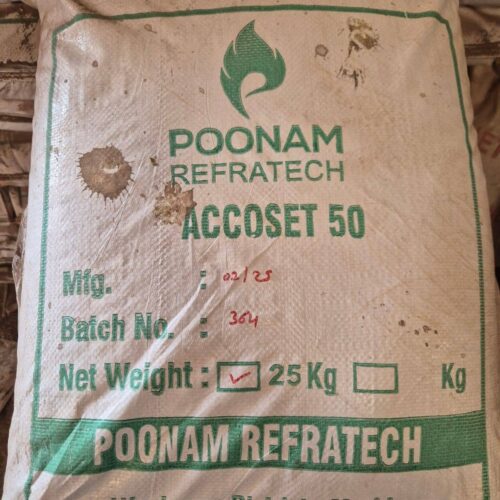 POONAM
REFRATECH
ACCOSET 50
Mfg. : 02/25
Batch No. : 364
Net Weight : ✓ 25 Kg Kg
POONAM REFRATECH